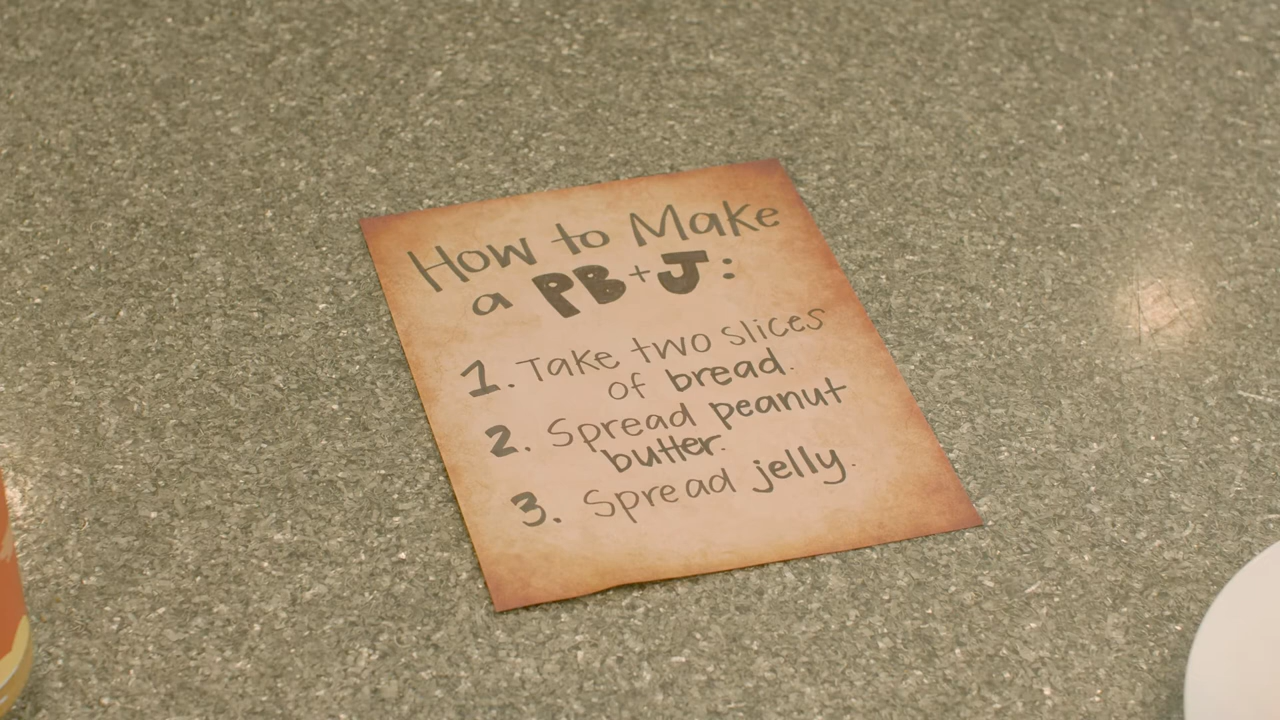 How to Make
a PB+J:
1. Take two slices
of bread.
2. Spread peanut
butter.
3. Spread jelly.